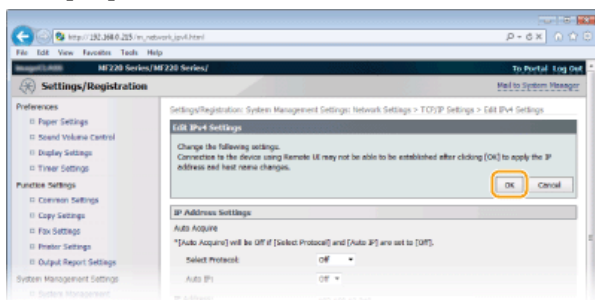 http://192.168.0.215/m_network_ipv4.html
File Edit View Favorites Tools Help
imageCLASS MF220 Series/MF220 Series/
To Portal Log Out
Settings/Registration
Mail to System Manager
Preferences
Paper Settings
Sound Volume Control
Display Settings
Timer Settings
Function Settings
Common Settings
Copy Settings
Fax Settings
Printer Settings
Output Report Settings
System Management Settings
System Management
Settings/Registration: System Management Settings: Network Settings > TCP/IP Settings > Edit IPv4 Settings
Edit IPv4 Settings
Change the following settings.
Connection to the device using Remote UI may not be able to be established after clicking [OK] to apply the IP
address and host name changes.
OK Cancel
IP Address Settings
Auto Acquire
*[Auto Acquire] will be Off if [Select Protocol] and [Auto IP] are set to [Off].
Select Protocol: Off
Auto IP: Off
IP Address: